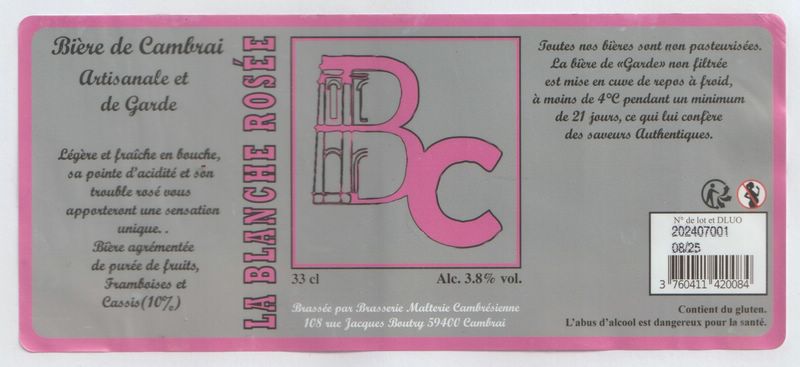 Bière de Cambrai
Artisanale et
de Garde
Légère et fraîche en bouche,
sa pointe d'acidité et son
trouble rosé vous
apporteront une sensation
unique. .
Bière agrémentée
de purée de fruits,
Framboises et
Cassis(10%)
LA BLANCHE ROSÉE
BC
33 cl
Alc. 3.8% vol.
Brassée par Brasserie Malterie Cambrésienne
108 rue Jacques Boutry 59400 Cambrai
Toutes nos bières sont non pasteurisées.
La bière de «Garde» non filtrée
est mise en cuve de repos à froid,
à moins de 4°C pendant un minimum
de 21 jours, ce qui lui confère
des saveurs Authentiques.
N° de lot et DLUO
202407001
08/25
3 760411 420084
Contient du gluten.
L'abus d'alcool est dangereux pour la santé.